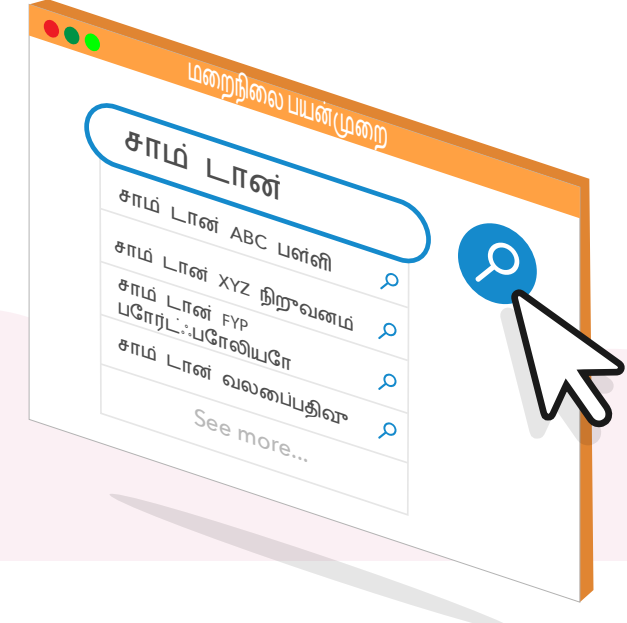 மறைநிலை பயன்முறை
சாம் டான்
சாம் டான் ABC பள்ளி
சாம் டான் XYZ நிறுவனம்
சாம் டான் FYP
போர்ட்ஃபோலியோ
சாம் டான் வலைப்பதிவு
See more...